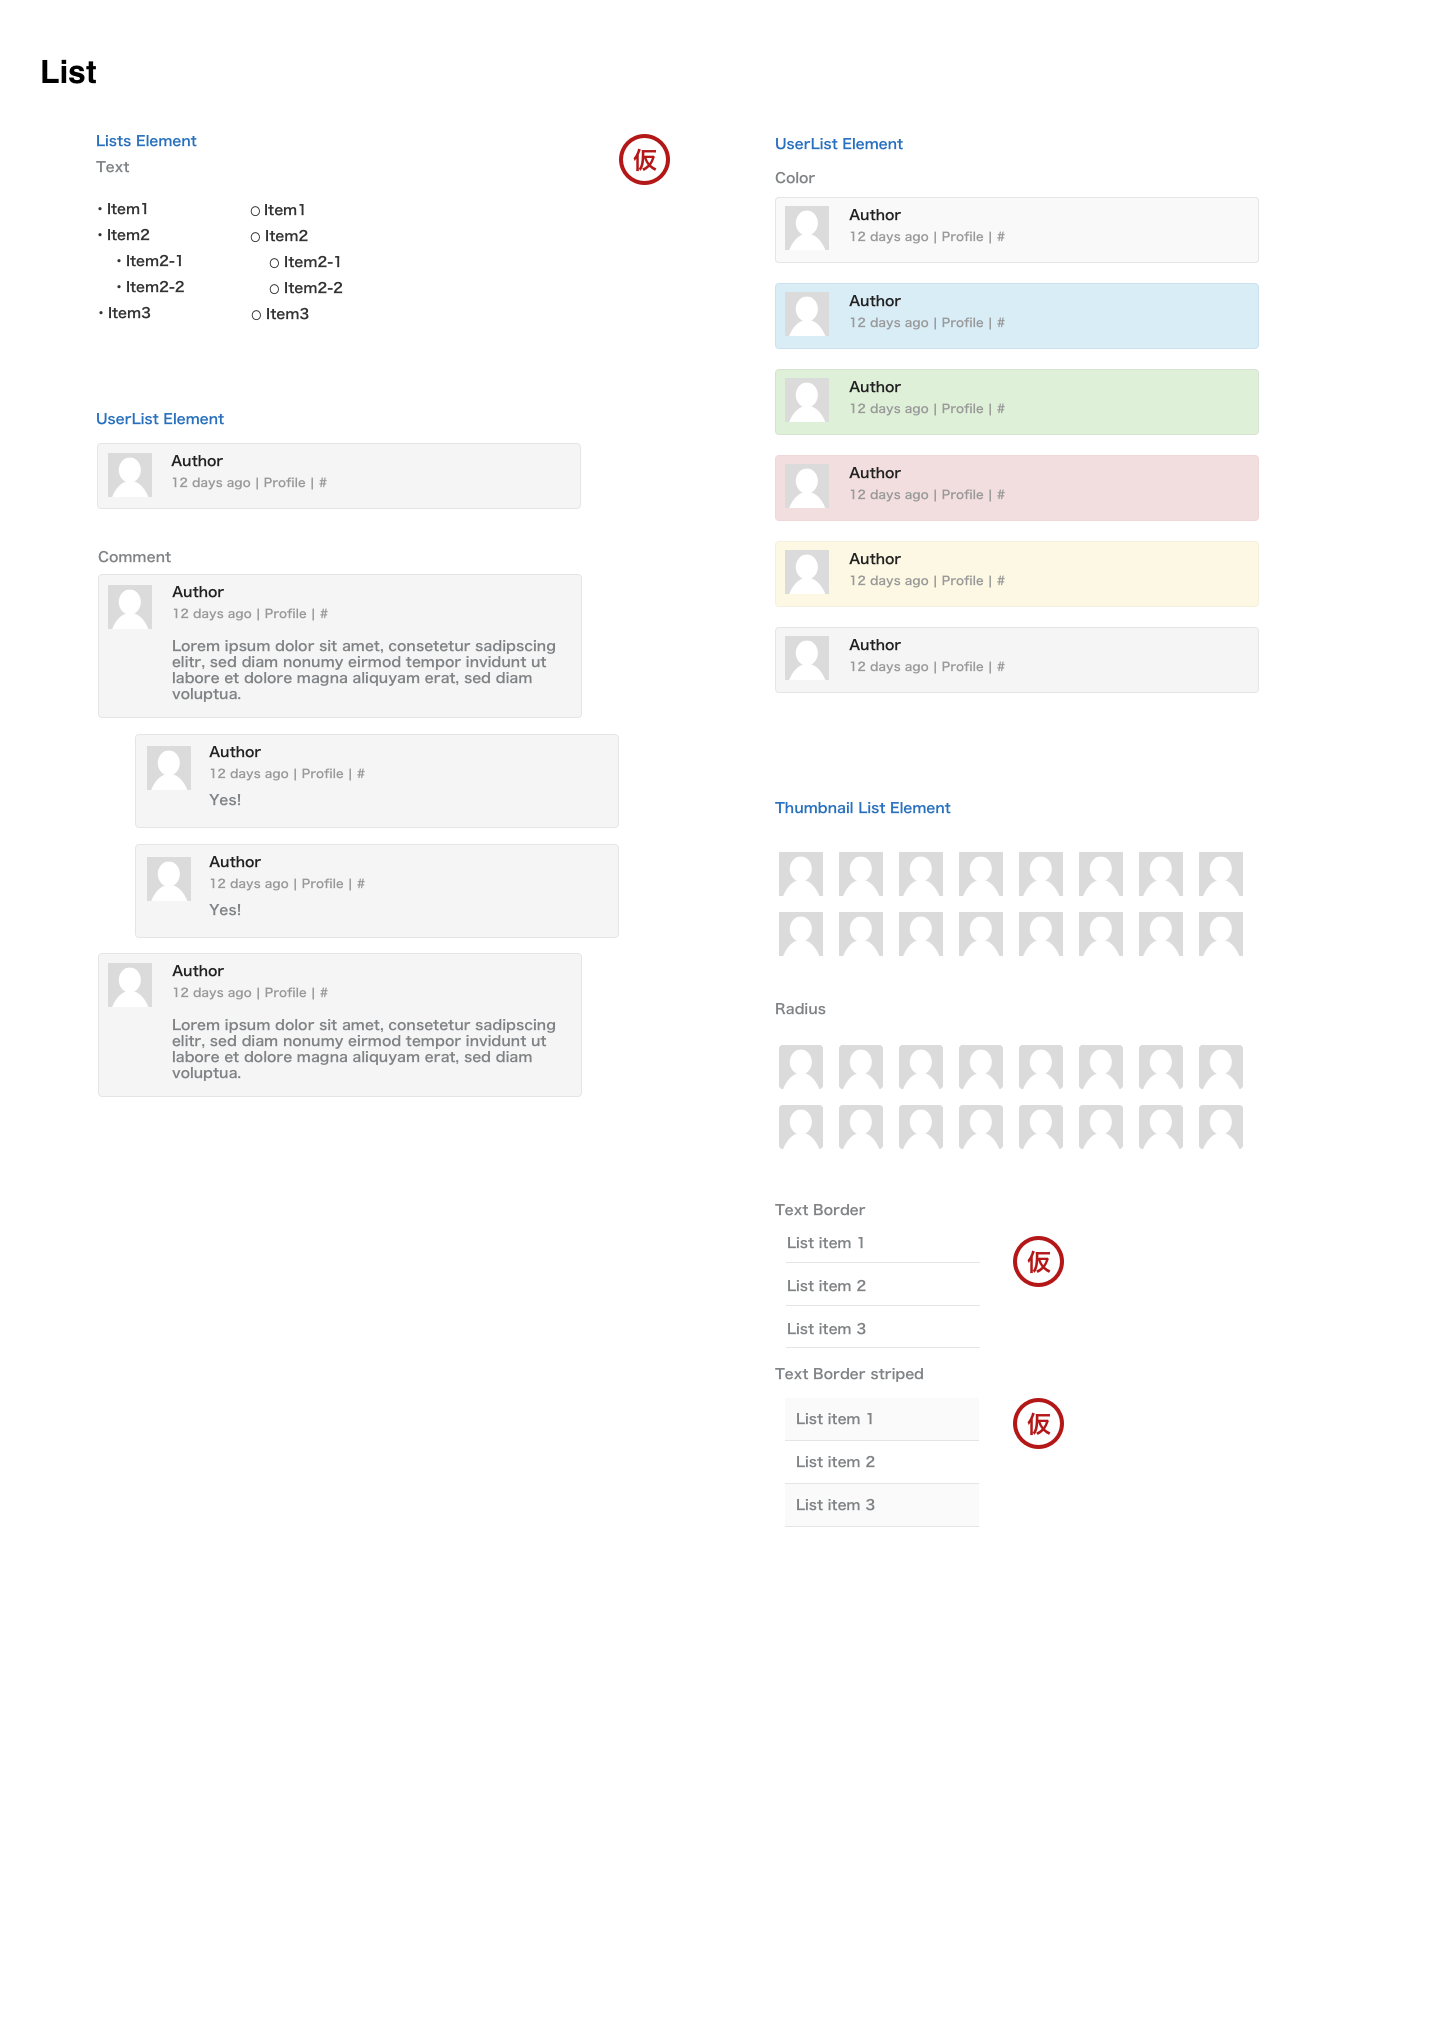 List
Lists Element
Text
仮
・Item1
・Item2
・Item2-1
・Item2-2
・Item3
○ Item1
○ Item2
○ Item2-1
○ Item2-2
○ Item3
UserList Element
Author
12 days ago | Profile | #
Comment
Author
12 days ago | Profile | #
Lorem ipsum dolor sit amet, consetetur sadipscing
elitr, sed diam nonumy eirmod tempor invidunt ut
labore et dolore magna aliquyam erat, sed diam
voluptua.
Author
12 days ago | Profile | #
Yes!
Author
12 days ago | Profile | #
Yes!
Author
12 days ago | Profile | #
Lorem ipsum dolor sit amet, consetetur sadipscing
elitr, sed diam nonumy eirmod tempor invidunt ut
labore et dolore magna aliquyam erat, sed diam
voluptua.
UserList Element
Color
Author
12 days ago | Profile | #
Author
12 days ago | Profile | #
Author
12 days ago | Profile | #
Author
12 days ago | Profile | #
Author
12 days ago | Profile | #
Author
12 days ago | Profile | #
Thumbnail List Element
Radius
Text Border
List item 1
仮
List item 2
List item 3
Text Border striped
List item 1
仮
List item 2
List item 3